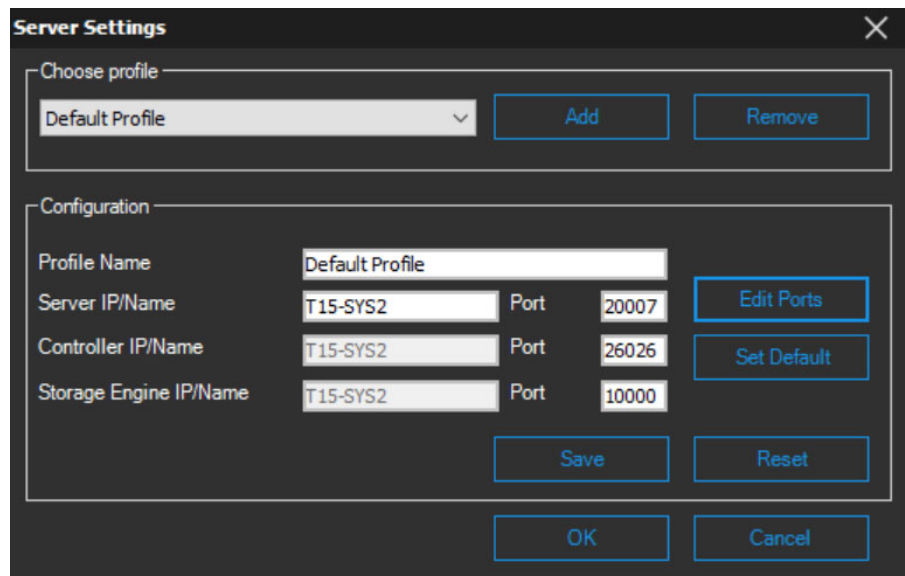 Server Settings
Choose profile
Default Profile Add Remove
Configuration
Profile Name Default Profile
Server IP/Name T15-SYS2 Port 20007 Edit Ports
Controller IP/Name T15-SYS2 Port 26026 Set Default
Storage Engine IP/Name T15-SYS2 Port 10000
Save Reset
OK Cancel